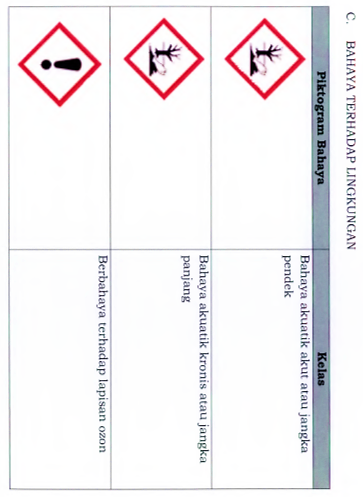 C. BAHAYA TERHADAP LINGKUNGAN
Piktogram Bahaya
Kelas
Bahaya akuatik akut atau jangka
pendek
Bahaya akuatik kronis atau jangka
panjang
Berbahaya terhadap lapisan ozon